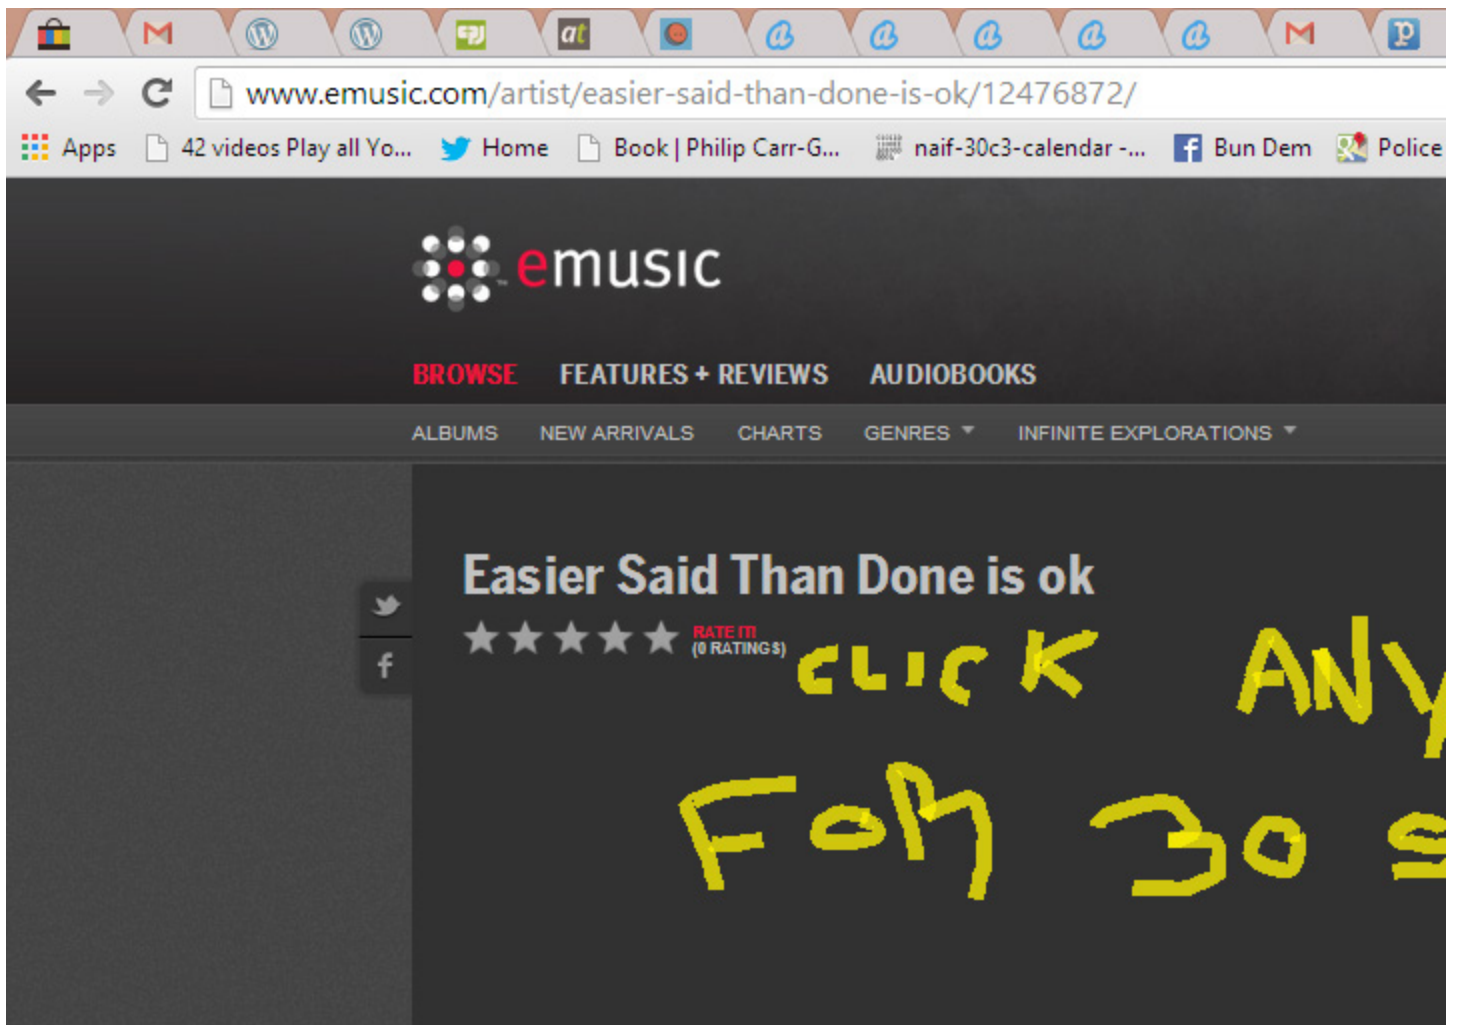 www.emusic.com/artist/easier-said-than-done-is-ok/12476872/
Apps 42 videos Play all Yo... Home Book | Philip Carr-G... naif-30c3-calendar -... Bun Dem Police
emusic
BROWSE FEATURES + REVIEWS AUDIOBOOKS
ALBUMS NEW ARRIVALS CHARTS GENRES INFINITE EXPLORATIONS
Easier Said Than Done is ok
RATE IT!
(0 RATINGS)
CLICK ANY
FOR 30 S